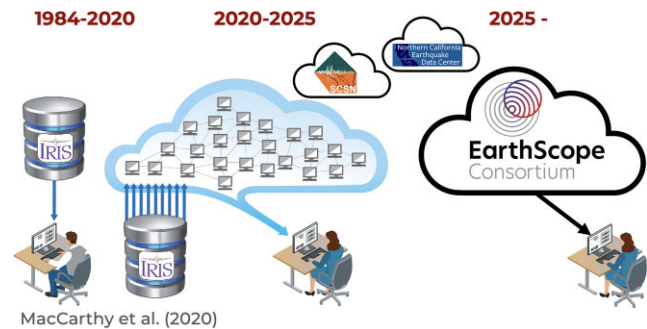 1984-2020
2020-2025
2025 -
SCSN
Northern California
Earthquake
Data Center
IRIS
EarthScope
Consortium
IRIS
MacCarthy et al. (2020)